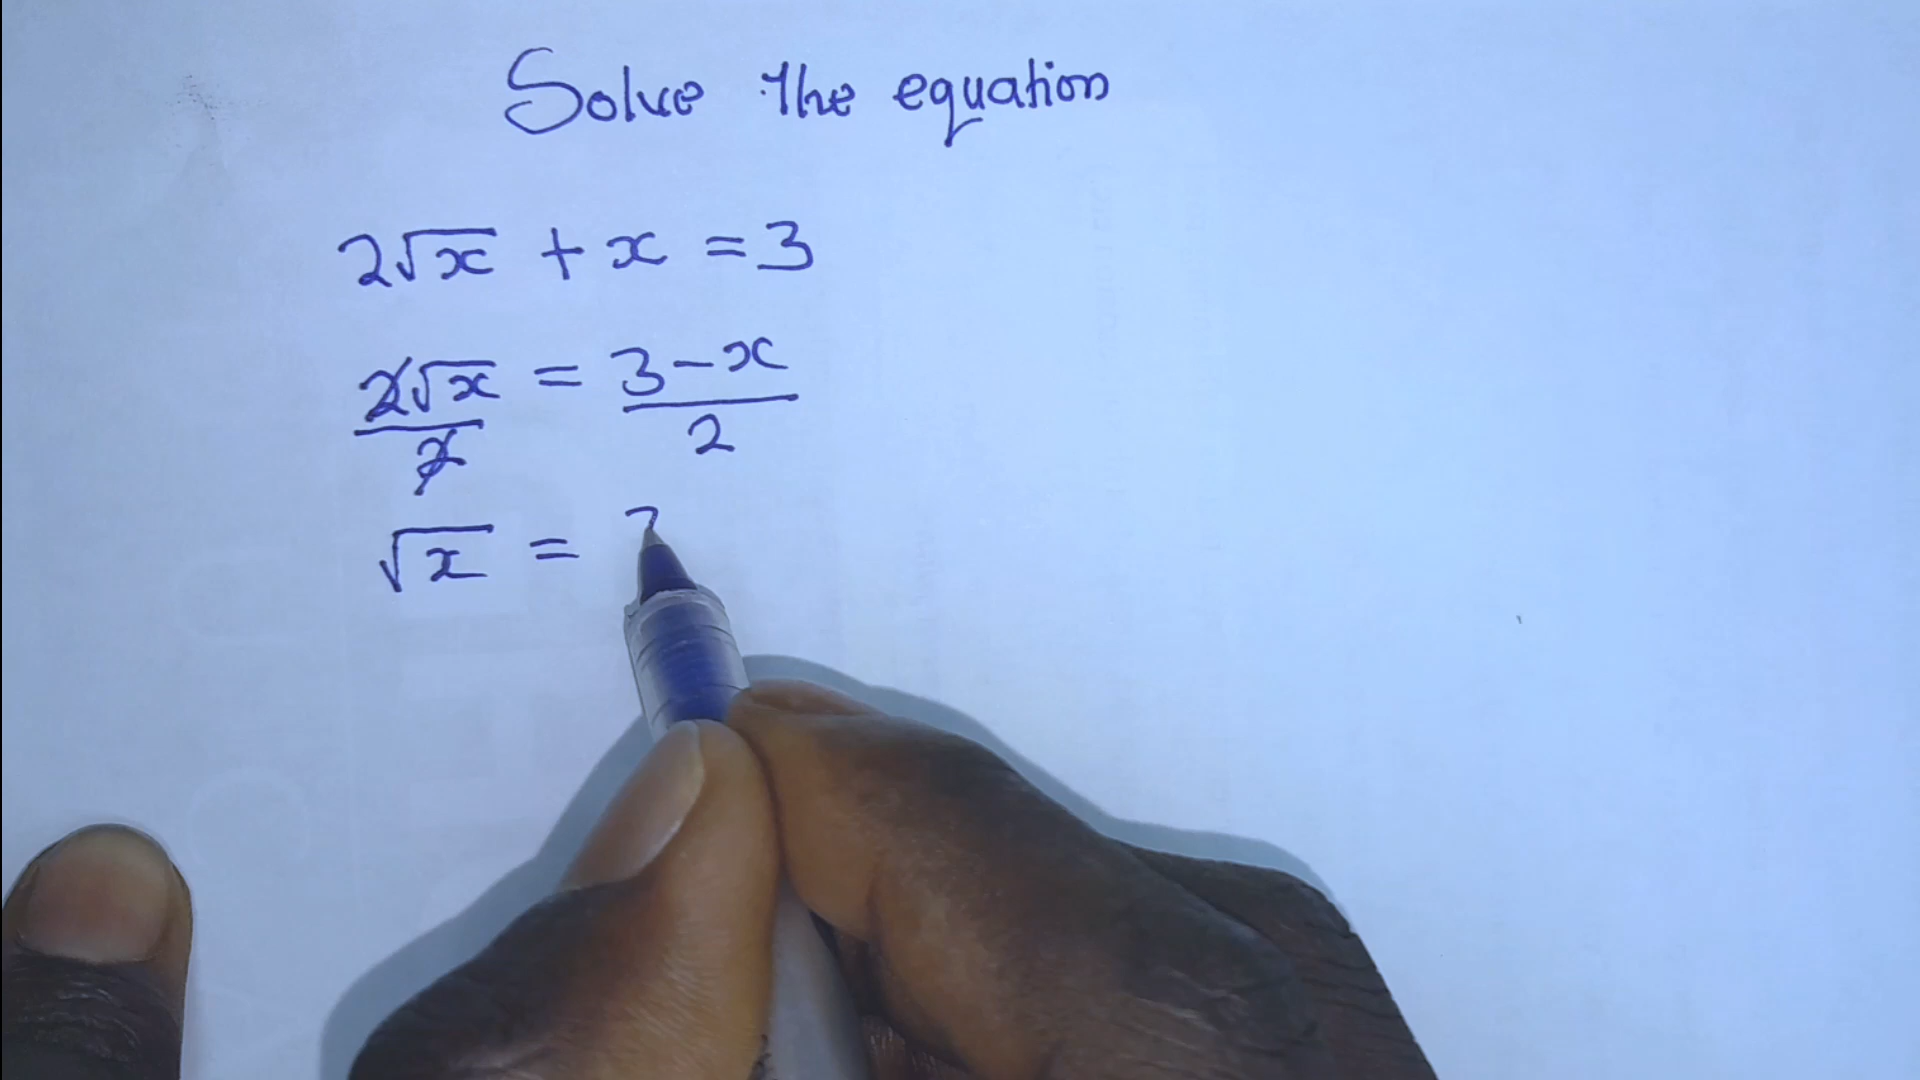 Solve the equation
2√x + x = 3
2√x/2 = 3-x/2
√x =